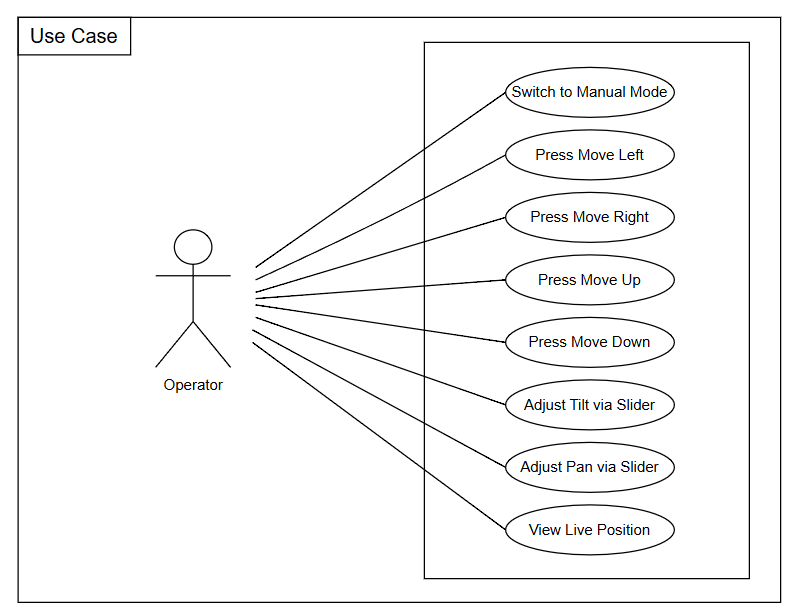 Use Case
Switch to Manual Mode
Press Move Left
Press Move Right
Press Move Up
Press Move Down
Operator
Adjust Tilt via Slider
Adjust Pan via Slider
View Live Position